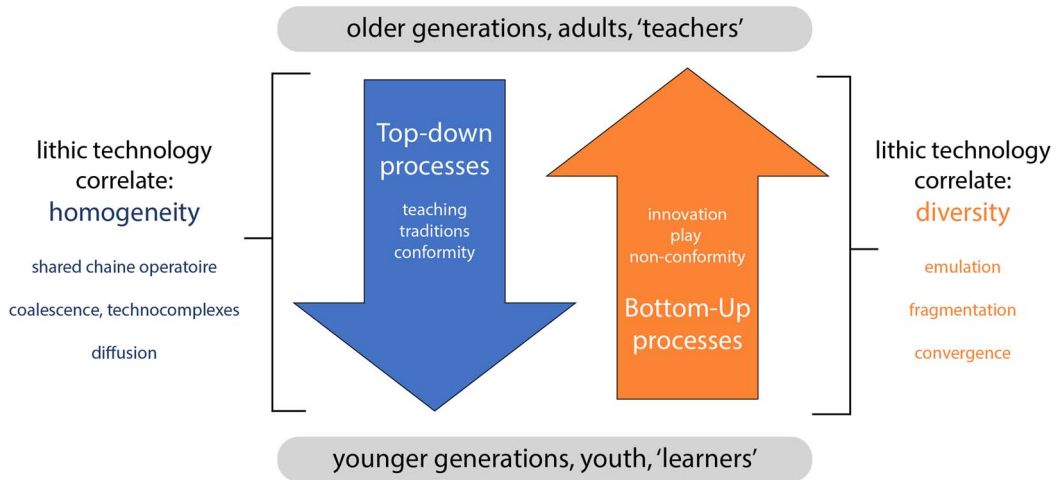 older generations, adults, 'teachers'
lithic technology
correlate:
homogeneity
shared chaine operatoire
coalescence, technocomplexes
diffusion
Top-down
processes
teaching
traditions
conformity
innovation
play
non-conformity
Bottom-Up
processes
lithic technology
correlate:
diversity
emulation
fragmentation
convergence
younger generations, youth, 'learners'